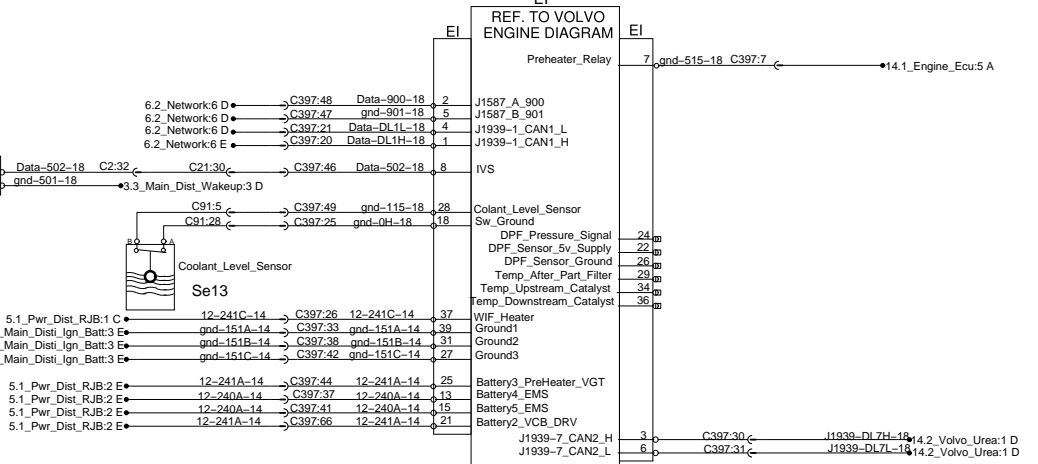 EI
REF. TO VOLVO
ENGINE DIAGRAM
EI EI
Preheater_Relay 7 gnd-515-18 C397:7 14.1_Engine_Ecu:5 A
6.2_Network:6 D C397:48 Data-900-18 2 J1587_A_900
6.2_Network:6 D C397:47 gnd-901-18 5 J1587_B_901
6.2_Network:6 D C397:21 Data-DL1L-18 4 J1939-1_CAN1_L
6.2_Network:6 E C397:20 Data-DL1H-18 1 J1939-1_CAN1_H
Data-502-18 C2:32 C21:30 C397:46 Data-502-18 8 IVS
gnd-501-18 3.3_Main_Dist_Wakeup:3 D
C91:5 C397:49 gnd-115-18 28 Colant_Level_Sensor
C91:28 C397:25 gnd-0H-18 18 Sw_Ground
B A
Coolant_Level_Sensor
Se13
DPF_Pressure_Signal 24
DPF_Sensor_5v_Supply 22
DPF_Sensor_Ground 26
Temp_After_Part_Filter 29
Temp_Upstream_Catalyst 34
Temp_Downstream_Catalyst 36
5.1_Pwr_Dist_RJB:1 C 12-241C-14 C397:26 12-241C-14 37 WIF_Heater
_Main_Disti_Ign_Batt:3 E gnd-151A-14 C397:33 gnd-151A-14 39 Ground1
_Main_Disti_Ign_Batt:3 E gnd-151B-14 C397:38 gnd-151B-14 31 Ground2
_Main_Disti_Ign_Batt:3 E gnd-151C-14 C397:42 gnd-151C-14 27 Ground3
5.1_Pwr_Dist_RJB:2 E 12-241A-14 C397:44 12-241A-14 25 Battery3_PreHeater_VGT
5.1_Pwr_Dist_RJB:2 E 12-240A-14 C397:37 12-240A-14 13 Battery4_EMS
5.1_Pwr_Dist_RJB:2 E 12-240A-14 C397:41 12-240A-14 15 Battery5_EMS
5.1_Pwr_Dist_RJB:2 E 12-241A-14 C397:66 12-241A-14 21 Battery2_VCB_DRV
J1939-7_CAN2_H 3 C397:30 J1939-DL7H-18 14.2_Volvo_Urea:1 D
J1939-7_CAN2_L 6 C397:31 J1939-DL7L-18 14.2_Volvo_Urea:1 D